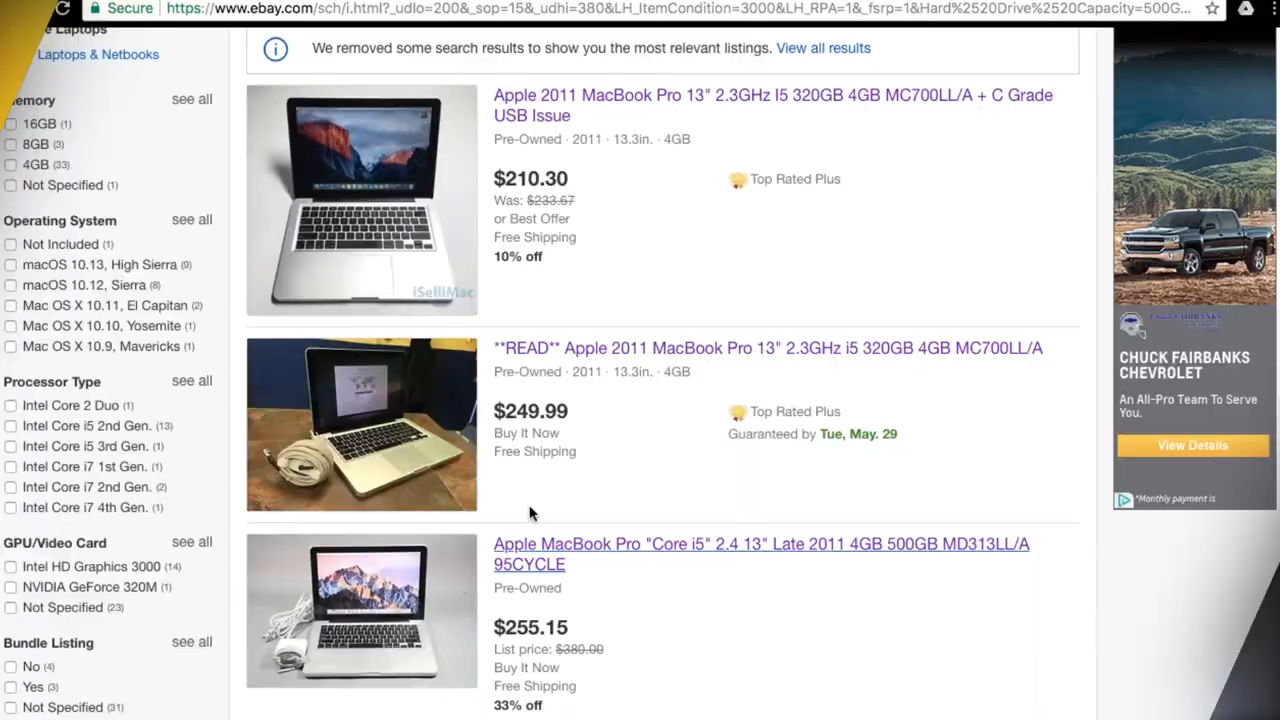 Secure
https://www.ebay.com/sch/i.html?_udlo=200&_sop=15&_udhi=380&LH_ItemCondition=3000&LH_RPA=1&_fsrp=1&Hard%2520Drive%2520Capacity=500G...
Laptops
Laptops & Netbooks
see all
16GB (1)
8GB (3)
4GB (33)
Not Specified (1)
Operating System see all
Not Included (1)
macOS 10.13, High Sierra (9)
macOS 10.12, Sierra (8)
Mac OS X 10.11, El Capitan (2)
Mac OS X 10.10, Yosemite (1)
Mac OS X 10.9, Mavericks (1)
Processor Type see all
Intel Core 2 Duo (1)
Intel Core i5 2nd Gen. (13)
Intel Core i5 3rd Gen. (1)
Intel Core i7 1st Gen. (1)
Intel Core i7 2nd Gen. (2)
Intel Core i7 4th Gen. (1)
GPU/Video Card see all
Intel HD Graphics 3000 (14)
NVIDIA GeForce 320M (1)
Not Specified (23)
Bundle Listing see all
No (4)
Yes (3)
Not Specified (31)
We removed some search results to show you the most relevant listings. View all results
Apple 2011 MacBook Pro 13" 2.3GHz I5 320GB 4GB MC700LL/A + C Grade
USB Issue
Pre-Owned · 2011 · 13.3in. · 4GB
$210.30
Top Rated Plus
Was: $233.67
or Best Offer
Free Shipping
10% off
iSelliMac
**READ** Apple 2011 MacBook Pro 13" 2.3GHz i5 320GB 4GB MC700LL/A
Pre-Owned · 2011 · 13.3in. · 4GB
$249.99
Top Rated Plus
Buy It Now
Guaranteed by Tue, May. 29
Free Shipping
Apple MacBook Pro "Core i5" 2.4 13" Late 2011 4GB 500GB MD313LL/A
95CYCLE
Pre-Owned
$255.15
List price: $380.00
Buy It Now
Free Shipping
33% off
CHUCK FAIRBANKS
CHEVROLET
An All-Pro Team To Serve
You.
View Details
*Monthly payment is